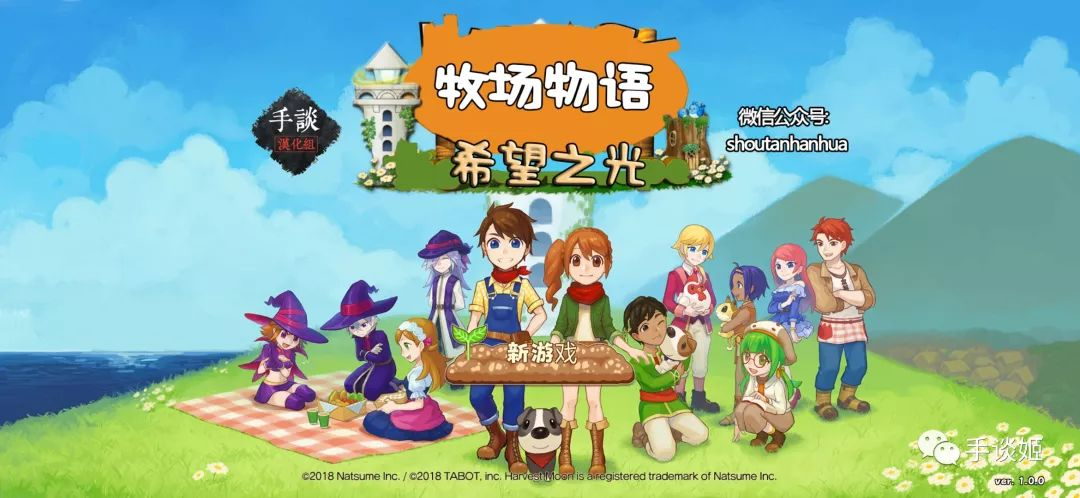 牧场物语
希望之光
手談
漢化組
微信公众号:
shoutanhanhua
新游戏
©2018 Natsume Inc. / ©2018 TABOT, inc. Harvest Moon is a registered trademark of Natsume Inc.
手谈姬
ver. 1.0.0